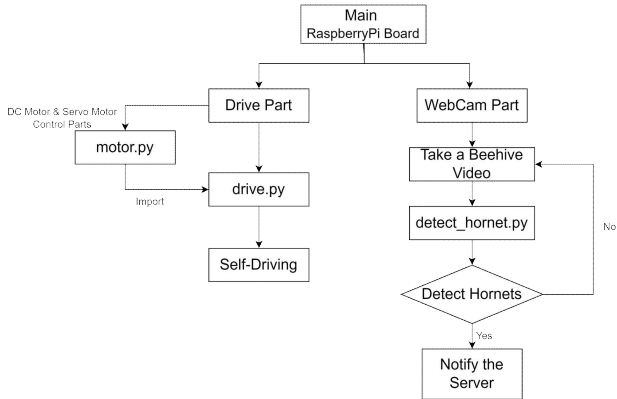 Main
RaspberryPi Board
Drive Part
WebCam Part
DC Motor & Servo Motor
Control Parts
motor.py
Take a Beehive
Video
Import
drive.py
detect_hornet.py
No
Self-Driving
Detect Hornets
Yes
Notify the
Server